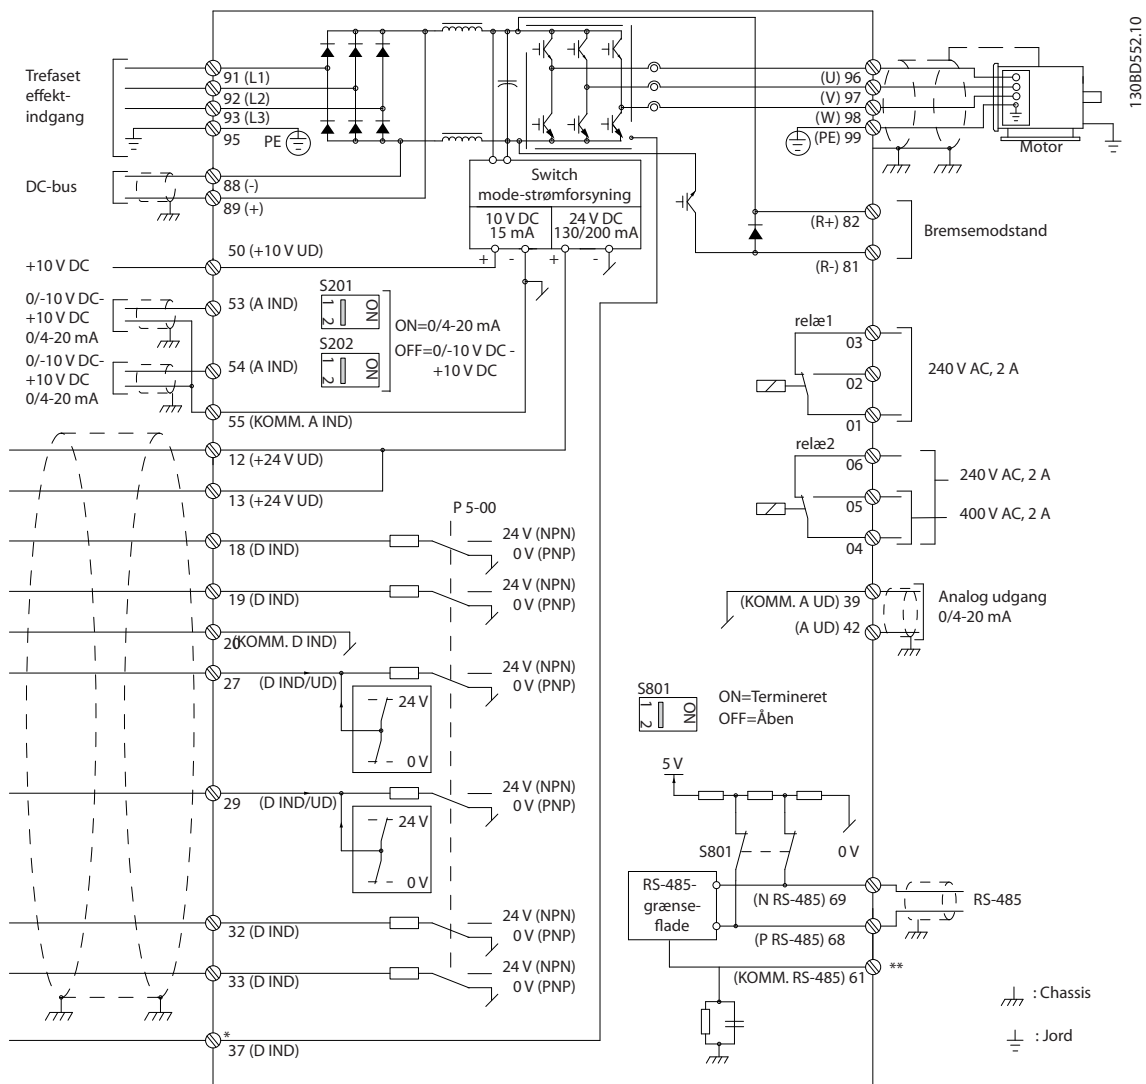 130BD552.10
Trefaset
effekt-
indgang
91 (L1)
92 (L2)
93 (L3)
95
PE
DC-bus
88 (-)
89 (+)
+10 V DC
50 (+10 V UD)
0/-10 V DC-
+10 V DC
0/4-20 mA
53 (A IND)
0/-10 V DC-
+10 V DC
0/4-20 mA
54 (A IND)
55 (KOMM. A IND)
12 (+24 V UD)
13 (+24 V UD)
18 (D IND)
19 (D IND)
20 (KOMM. D IND)
27 (D IND/UD)
29 (D IND/UD)
32 (D IND)
33 (D IND)
*
37 (D IND)
S201
1 2 ON
S202
1 2 ON
ON=0/4-20 mA
OFF=0/-10 V DC -
+10 V DC
Switch
mode-strømforsyning
10 V DC
15 mA
24 V DC
130/200 mA
+ - + -
P 5-00
24 V (NPN)
0 V (PNP)
24 V (NPN)
0 V (PNP)
24 V (NPN)
0 V (PNP)
24 V
0 V
24 V (NPN)
0 V (PNP)
24 V
0 V
24 V (NPN)
0 V (PNP)
24 V (NPN)
0 V (PNP)
(U) 96
(V) 97
(W) 98
(PE) 99
Motor
(R+) 82
(R-) 81
Bremsemodstand
relæ1
03
02
01
240 V AC, 2 A
relæ2
06
05
04
240 V AC, 2 A
400 V AC, 2 A
(KOMM. A UD) 39
(A UD) 42
Analog udgang
0/4-20 mA
S801
1 2 ON
ON=Termineret
OFF=Åben
5 V
S801
0 V
RS-485-
grænse-
flade
(N RS-485) 69
(P RS-485) 68
(KOMM. RS-485) 61
**
RS-485
: Chassis
: Jord